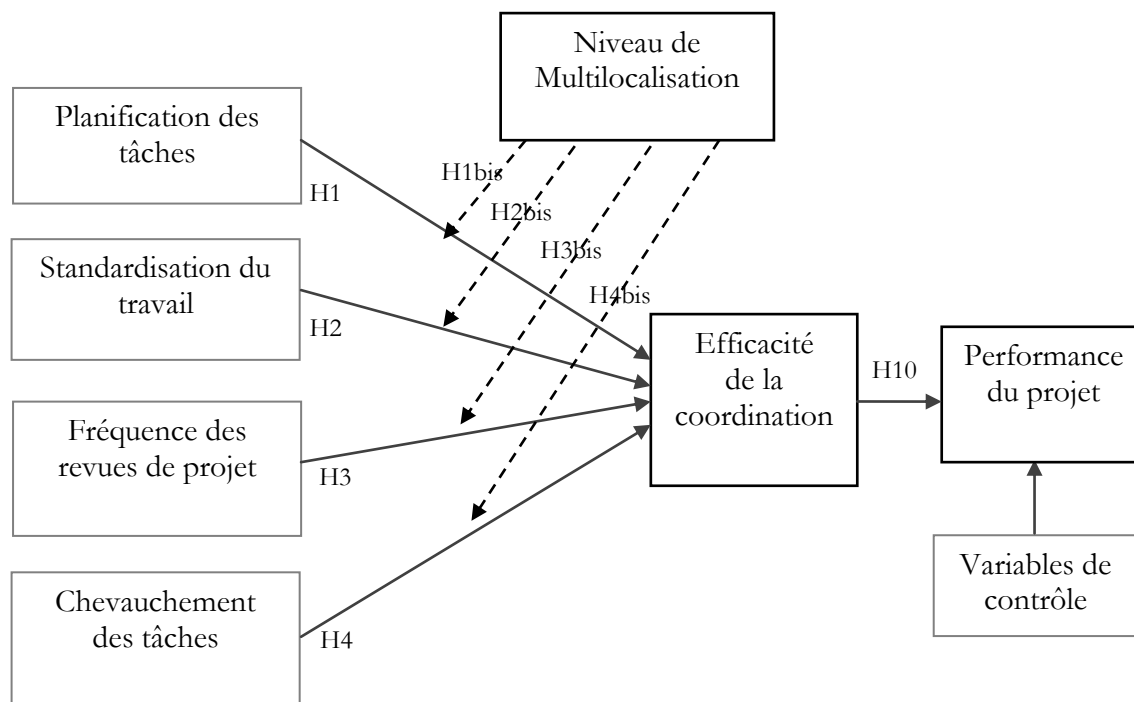 Niveau de
Multilocalisation
Planification des
tâches
H1bis
H1
H2bis
Standardisation du
travail
H3bis
H4bis
H2
Efficacité
de la
coordination
H10
Performance
du projet
Fréquence des
revues de projet
H3
Variables de
contrôle
Chevauchement
des tâches
H4